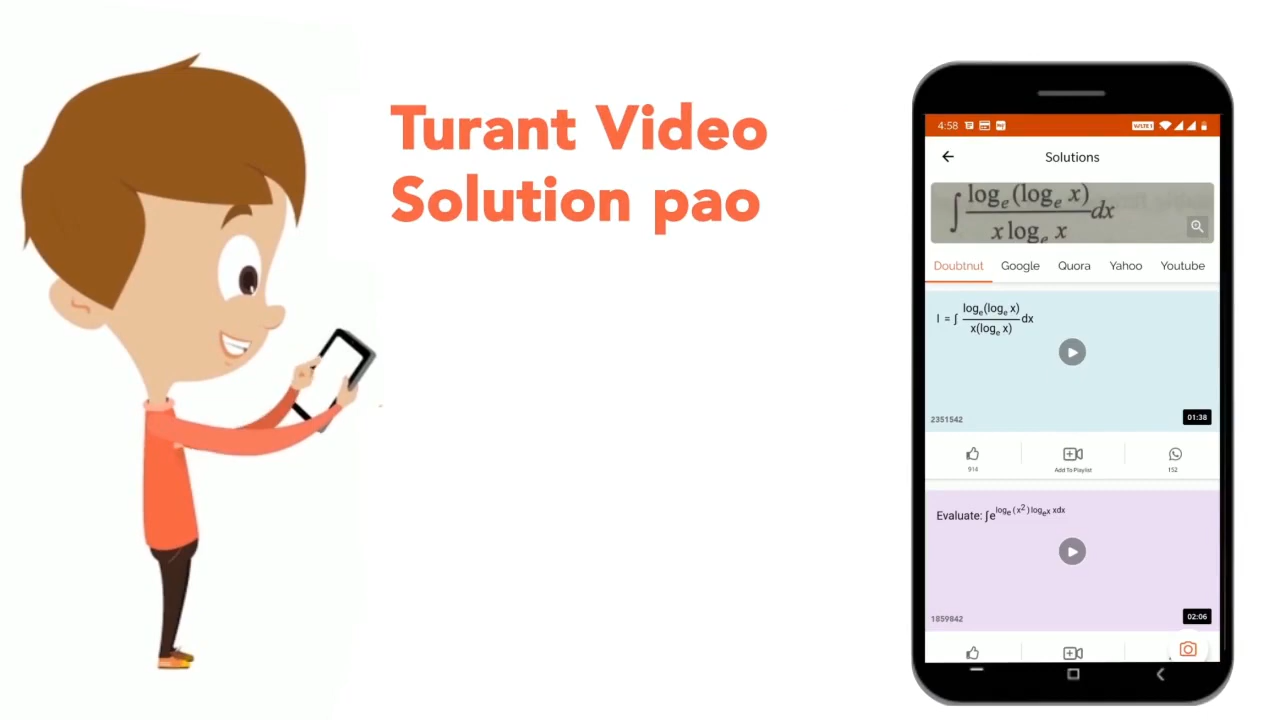 Turant Video
Solution pao
4:58
VoLTE1
Solutions
∫ logₑ(logₑ x) / x logₑ x dx
Doubtnut Google Quora Yahoo Youtube
I = ∫ logₑ(logₑ x) / x(logₑ x) dx
2351542 01:38
914 Add To Playlist 152
Evaluate: ∫e^logₑ(x²)logₑx xdx
1859842 02:06